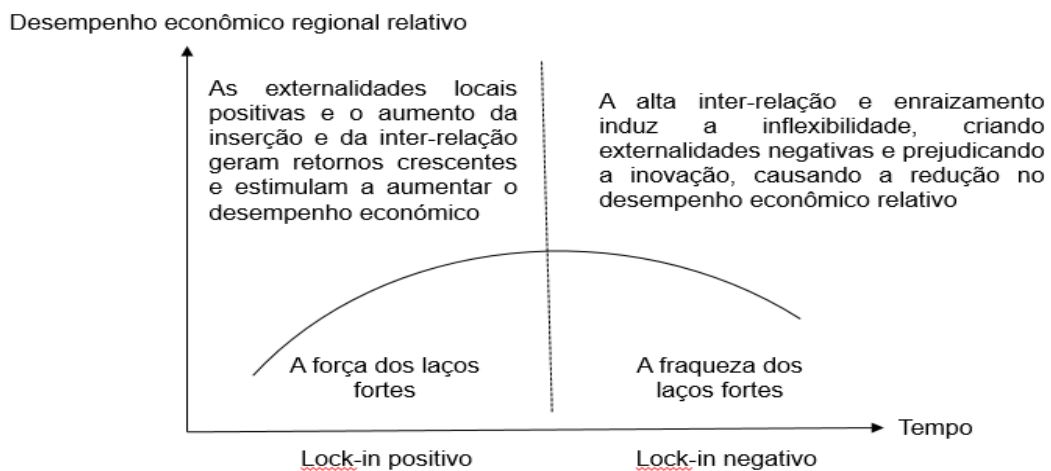 Desempenho econômico regional relativo
As externalidades locais
positivas e o aumento da
inserção e da inter-relação
geram retornos crescentes
e estimulam a aumentar o
desempenho económico
A alta inter-relação e enraizamento
induz a inflexibilidade, criando
externalidades negativas e prejudicando
a inovação, causando a redução no
desempenho econômico relativo
A força dos laços
fortes
A fraqueza dos
laços fortes
Tempo
Lock-in positivo
Lock-in negativo